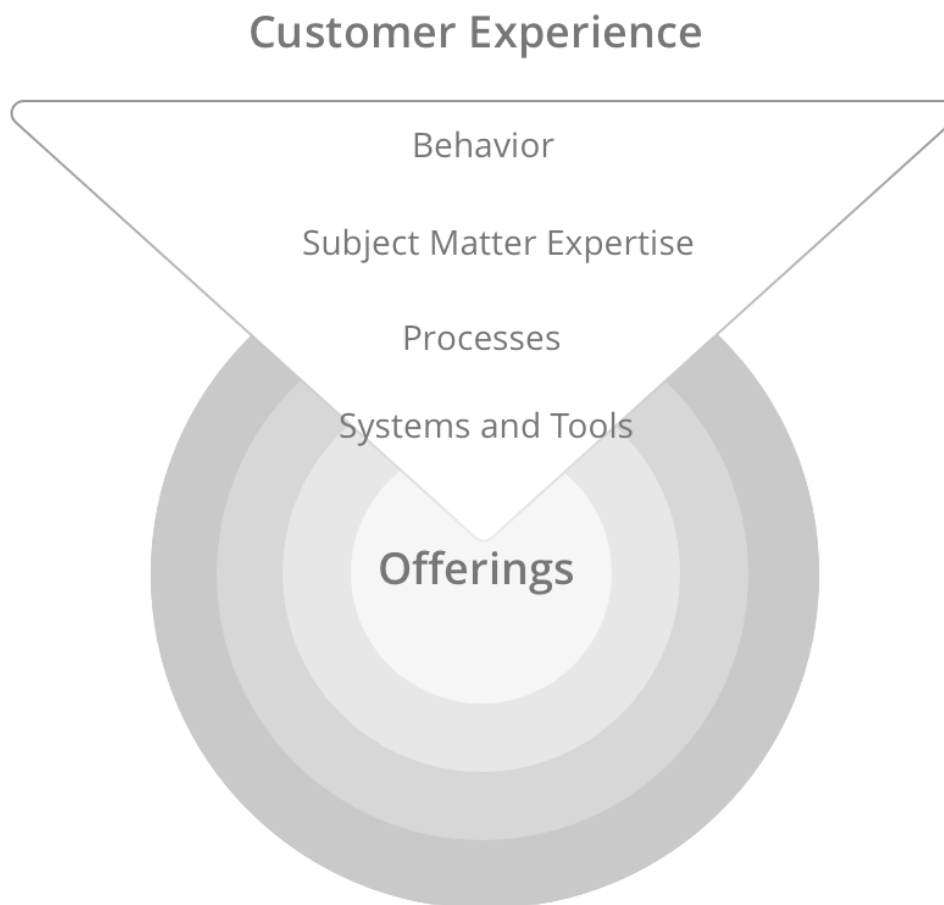 Customer Experience
Behavior
Subject Matter Expertise
Processes
Systems and Tools
Offerings